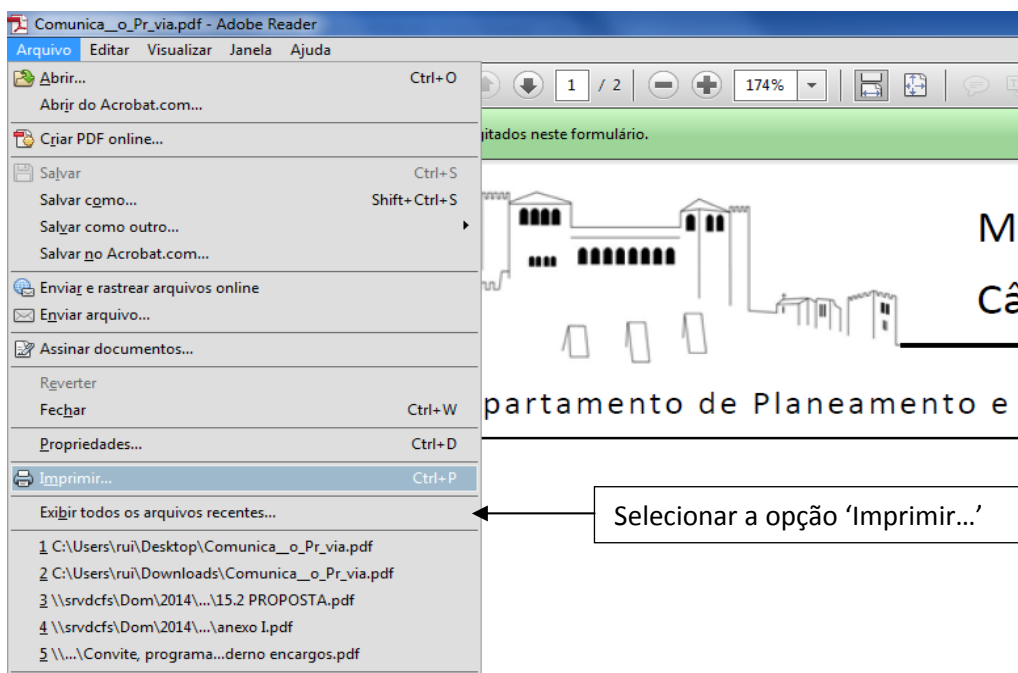 Comunica__o_Pr_via.pdf - Adobe Reader
Arquivo Editar Visualizar Janela Ajuda
1 / 2 174%
Abrir... Ctrl+O
Abrir do Acrobat.com...
Criar PDF online...
itados neste formulário.
Salvar Ctrl+S
Salvar como... Shift+Ctrl+S
Salvar como outro...
Salvar no Acrobat.com...
M
Câ
Enviar e rastrear arquivos online
Enviar arquivo...
Assinar documentos...
Reverter
Fechar Ctrl+W
partamento de Planeamento e
Propriedades... Ctrl+D
Imprimir... Ctrl+P
Exibir todos os arquivos recentes...
Selecionar a opção ‘Imprimir…’
1 C:\Users\rui\Desktop\Comunica__o_Pr_via.pdf
2 C:\Users\rui\Downloads\Comunica__o_Pr_via.pdf
3 \\srvdcfs\Dom\2014\...\15.2 PROPOSTA.pdf
4 \\srvdcfs\Dom\2014\...\anexo I.pdf
5 \\...\Convite, programa...derno encargos.pdf